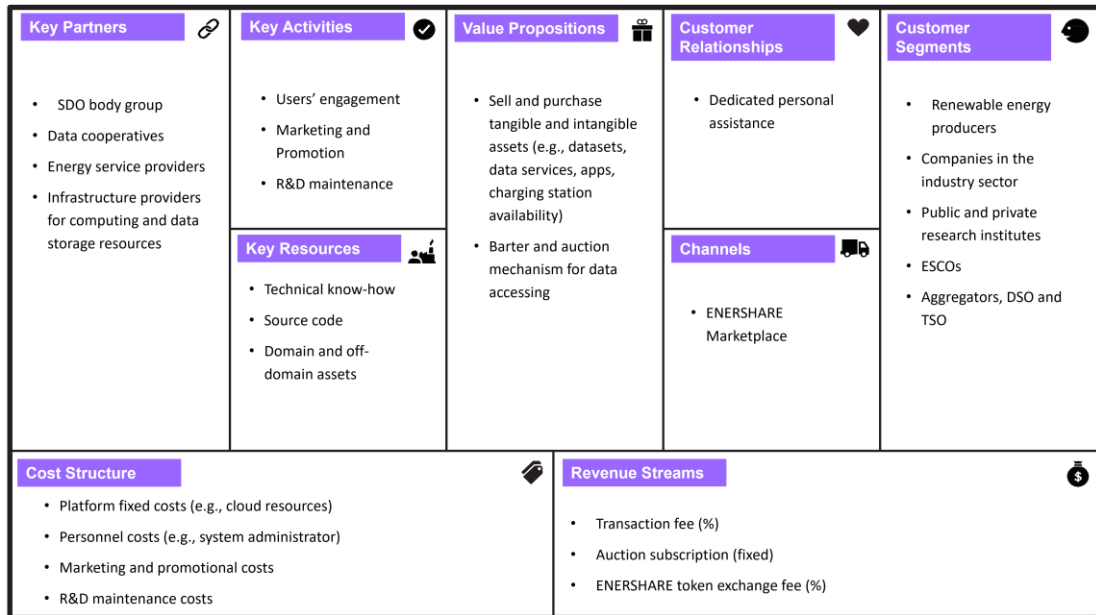 Key Partners
• SDO body group
• Data cooperatives
• Energy service providers
• Infrastructure providers
for computing and data
storage resources
Key Activities
• Users’ engagement
• Marketing and
Promotion
• R&D maintenance
Key Resources
• Technical know-how
• Source code
• Domain and off-
domain assets
Value Propositions
• Sell and purchase
tangible and intangible
assets (e.g., datasets,
data services, apps,
charging station
availability)
• Barter and auction
mechanism for data
accessing
Customer
Relationships
• Dedicated personal
assistance
Channels
• ENERSHARE
Marketplace
Customer
Segments
• Renewable energy
producers
• Companies in the
industry sector
• Public and private
research institutes
• ESCOs
• Aggregators, DSO and
TSO
Cost Structure
• Platform fixed costs (e.g., cloud resources)
• Personnel costs (e.g., system administrator)
• Marketing and promotional costs
• R&D maintenance costs
Revenue Streams
$
• Transaction fee (%)
• Auction subscription (fixed)
• ENERSHARE token exchange fee (%)